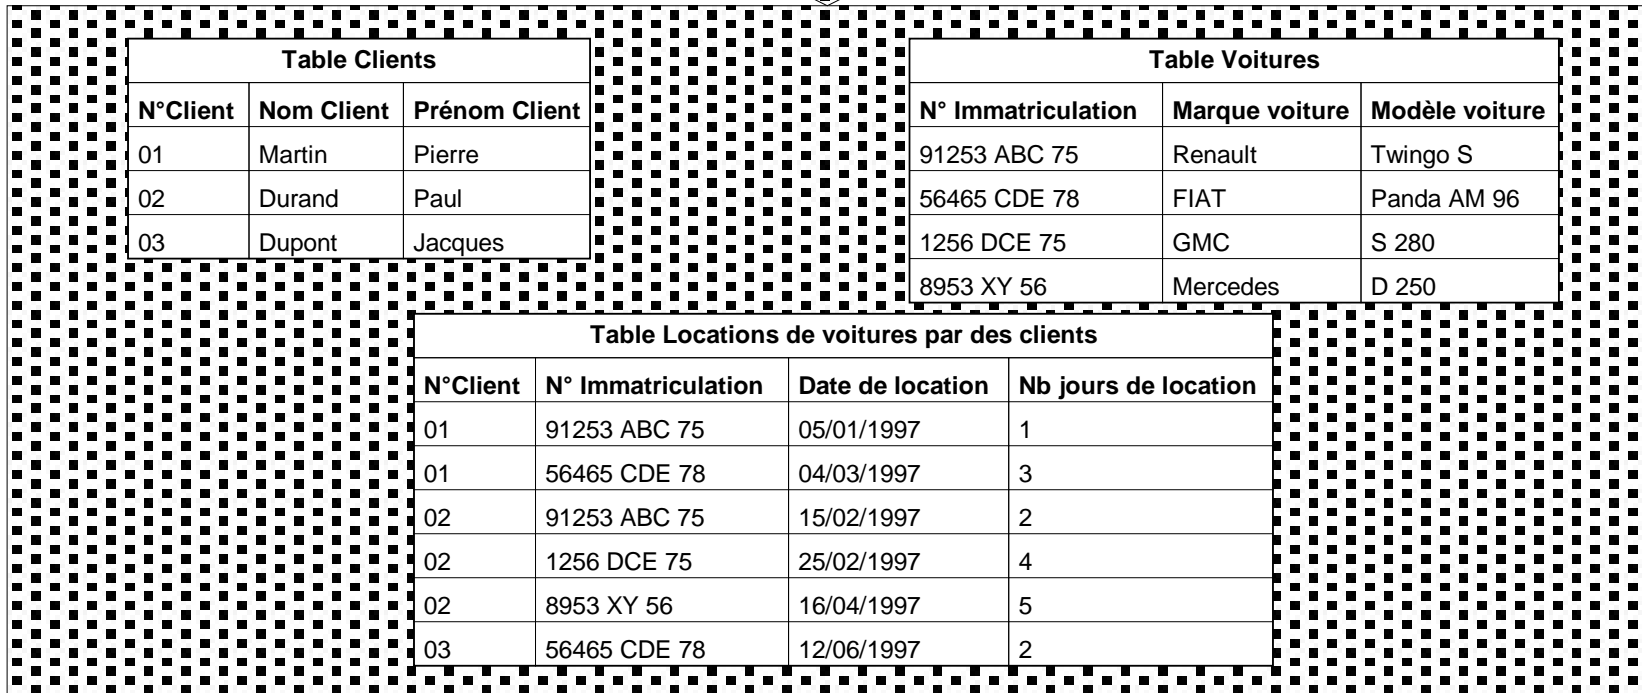 Table Clients
N°Client Nom Client Prénom Client
01 Martin Pierre
02 Durand Paul
03 Dupont Jacques
Table Voitures
N° Immatriculation Marque voiture Modèle voiture
91253 ABC 75 Renault Twingo S
56465 CDE 78 FIAT Panda AM 96
1256 DCE 75 GMC S 280
8953 XY 56 Mercedes D 250
Table Locations de voitures par des clients
N°Client N° Immatriculation Date de location Nb jours de location
01 91253 ABC 75 05/01/1997 1
01 56465 CDE 78 04/03/1997 3
02 91253 ABC 75 15/02/1997 2
02 1256 DCE 75 25/02/1997 4
02 8953 XY 56 16/04/1997 5
03 56465 CDE 78 12/06/1997 2